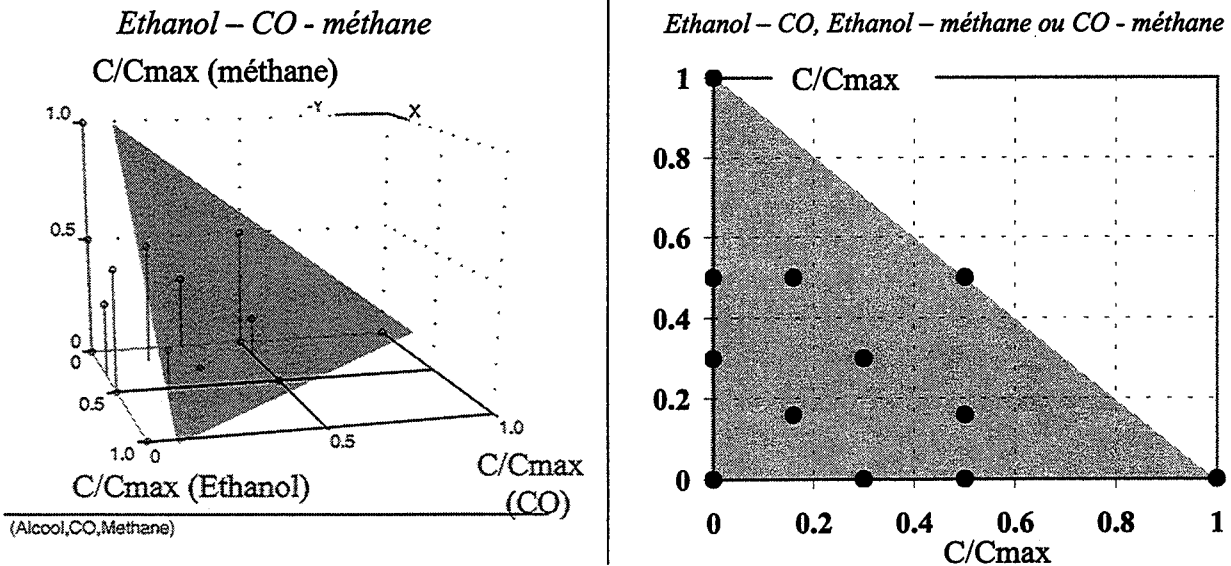 Ethanol – CO - méthane
C/Cmax (méthane)
1.0
-Y
X
0.5
0
0
0.5
1.0
0
0.5
1.0
C/Cmax (Ethanol)
C/Cmax
(CO)
(Alcool,CO,Methane)
Ethanol – CO, Ethanol – méthane ou CO - méthane
1
C/Cmax
0.8
0.6
0.4
0.2
0
0 0.2 0.4 0.6 0.8 1
C/Cmax